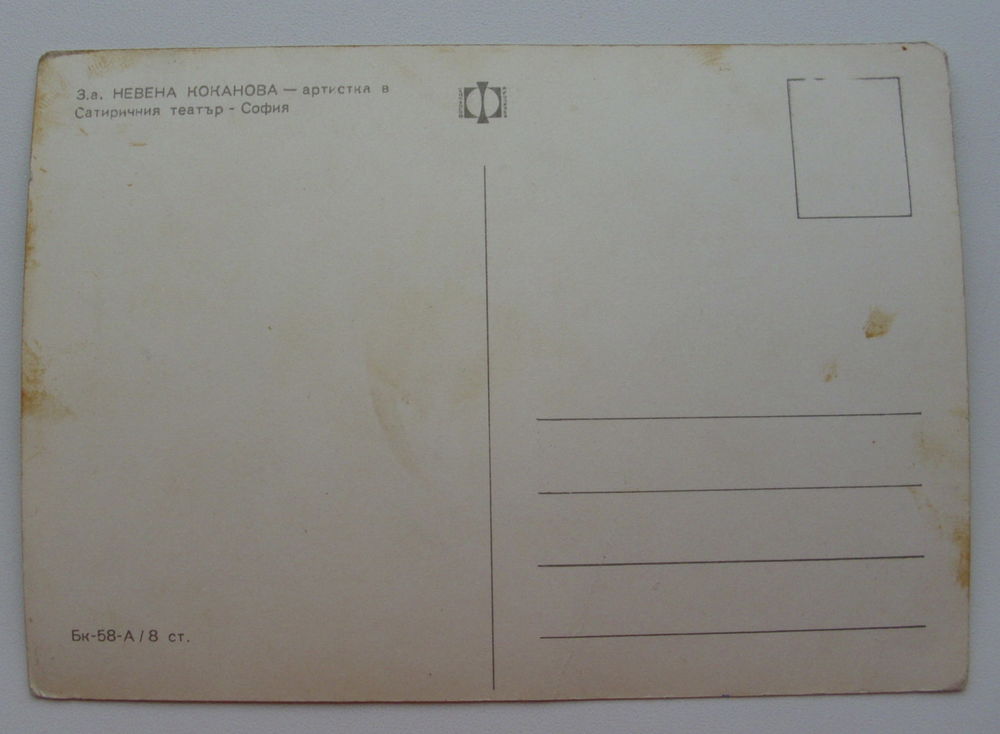 З.а. НЕВЕНА КОКАНОВА — артистка в
Сатиричния театър - София
Ф
Бк-58-А / 8 ст.